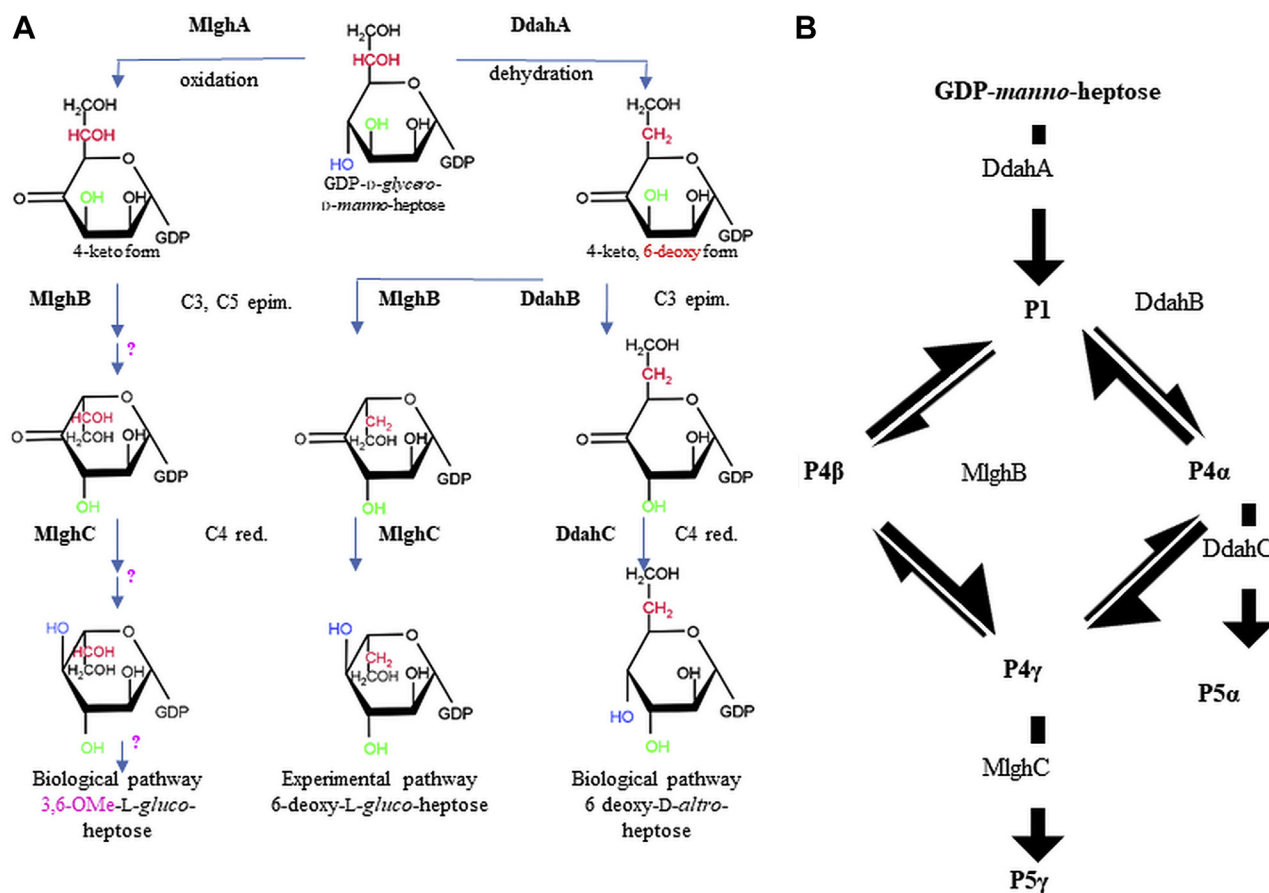 A
MlghA
DdahA
oxidation
dehydration
H₂COH
HCOH
O
OH
OH
HO
GDP
GDP-D-glycero-
D-manno-heptose
H₂COH
HCOH
O
O
OH
OH
GDP
4-keto form
H₂COH
CH₂
O
O
OH
OH
GDP
4-keto, 6-deoxy form
MlghB
C3, C5 epim.
MlghB
DdahB
C3 epim.
?
O
HCOH
H₂COH
OH
O
GDP
OH
O
CH₂
H₂COH
OH
O
GDP
OH
H₂COH
CH₂
O
O
OH
GDP
OH
MlghC
C4 red.
MlghC
DdahC
C4 red.
?
HO
O
HCOH
H₂COH
OH
GDP
OH
HO
O
CH₂
H₂COH
OH
GDP
OH
H₂COH
CH₂
O
OH
HO
GDP
OH
?
Biological pathway
3,6-OMe-L-gluco-
heptose
Experimental pathway
6-deoxy-L-gluco-heptose
Biological pathway
6 deoxy-D-altro-
heptose
B
GDP-manno-heptose
DdahA
P1
DdahB
P4β
MlghB
P4α
DdahC
P4γ
P5α
MlghC
P5γ